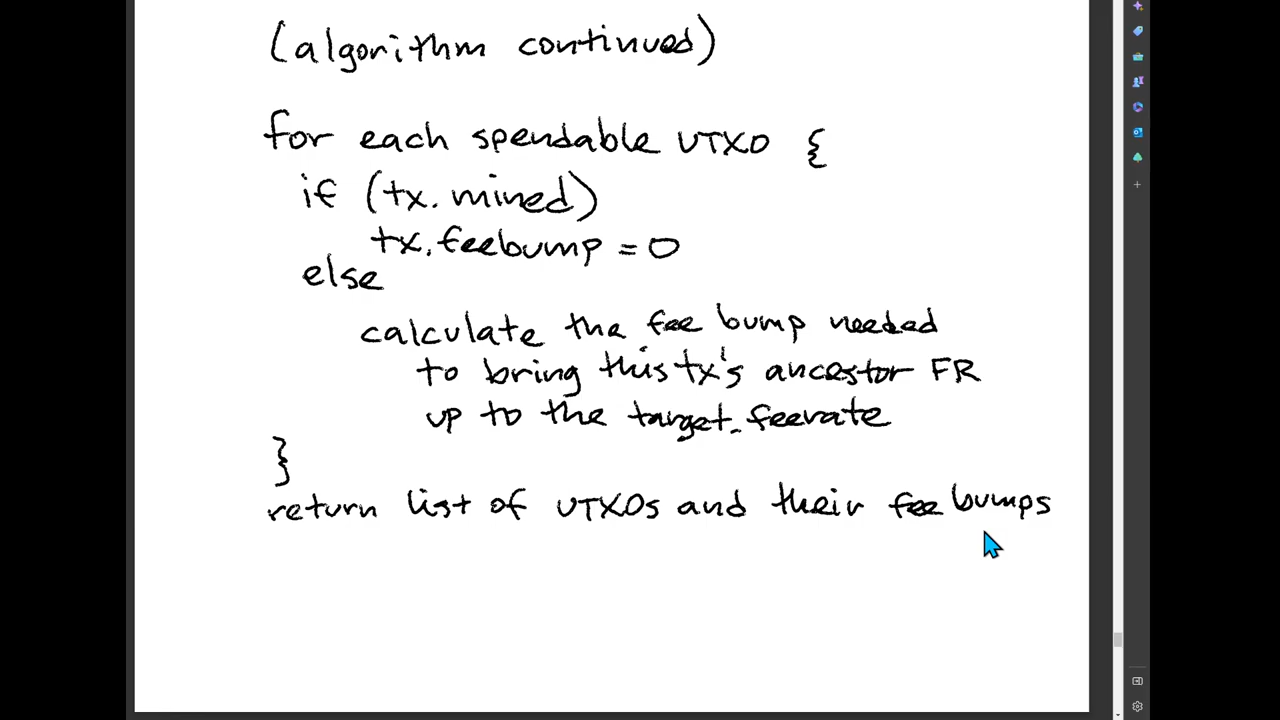 (algorithm continued)
for each spendable UTXO {
if (tx.mined)
tx.feebump = 0
else
calculate the fee bump needed
to bring this tx's ancestor FR
up to the target_feerate
}
return list of UTXOs and their fee bumps